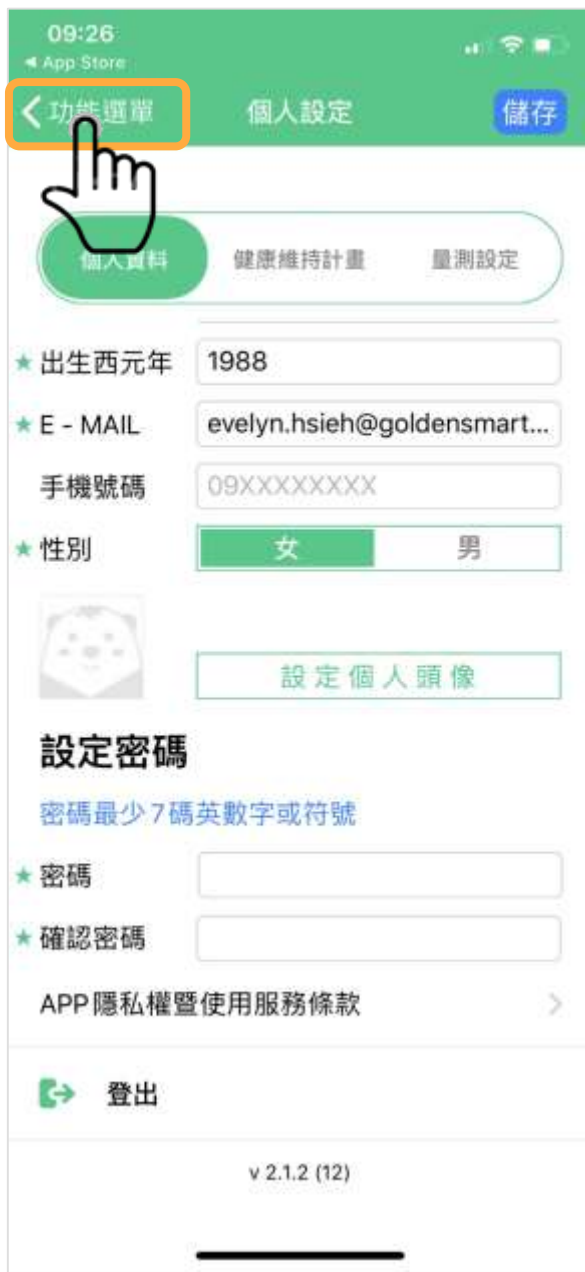 09:26
◀ App Store
功能選單 個人設定 儲存
個人資料 健康維持計畫 量測設定
★ 出生西元年 1988
★ E - MAIL evelyn.hsieh@goldensmart...
手機號碼 09XXXXXXXX
★ 性別 女 男
設定個人頭像
設定密碼
密碼最少7碼英數字或符號
★ 密碼
★ 確認密碼
APP隱私權暨使用服務條款
登出
v 2.1.2 (12)